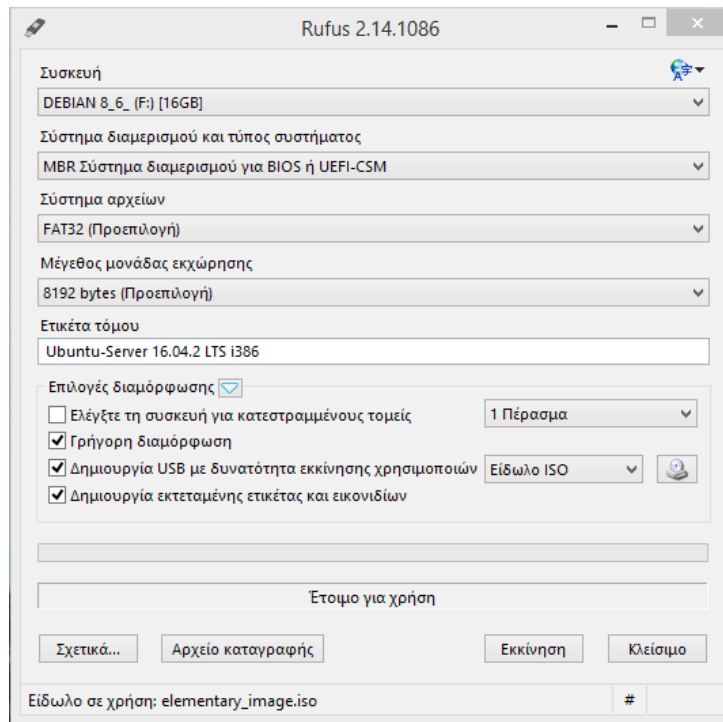 Rufus 2.14.1086
Συσκευή
DEBIAN 8_6_ (F:) [16GB]
Σύστημα διαμερισμού και τύπος συστήματος
MBR Σύστημα διαμερισμού για BIOS ή UEFI-CSM
Σύστημα αρχείων
FAT32 (Προεπιλογή)
Μέγεθος μονάδας εκχώρησης
8192 bytes (Προεπιλογή)
Ετικέτα τόμου
Ubuntu-Server 16.04.2 LTS i386
Επιλογές διαμόρφωσης
Ελέγξτε τη συσκευή για κατεστραμμένους τομείς 1 Πέρασμα
Γρήγορη διαμόρφωση
Δημιουργία USB με δυνατότητα εκκίνησης χρησιμοποιών Είδωλο ISO
Δημιουργία εκτεταμένης ετικέτας και εικονιδίων
Έτοιμο για χρήση
Σχετικά... Αρχείο καταγραφής Εκκίνηση Κλείσιμο
Είδωλο σε χρήση: elementary_image.iso #